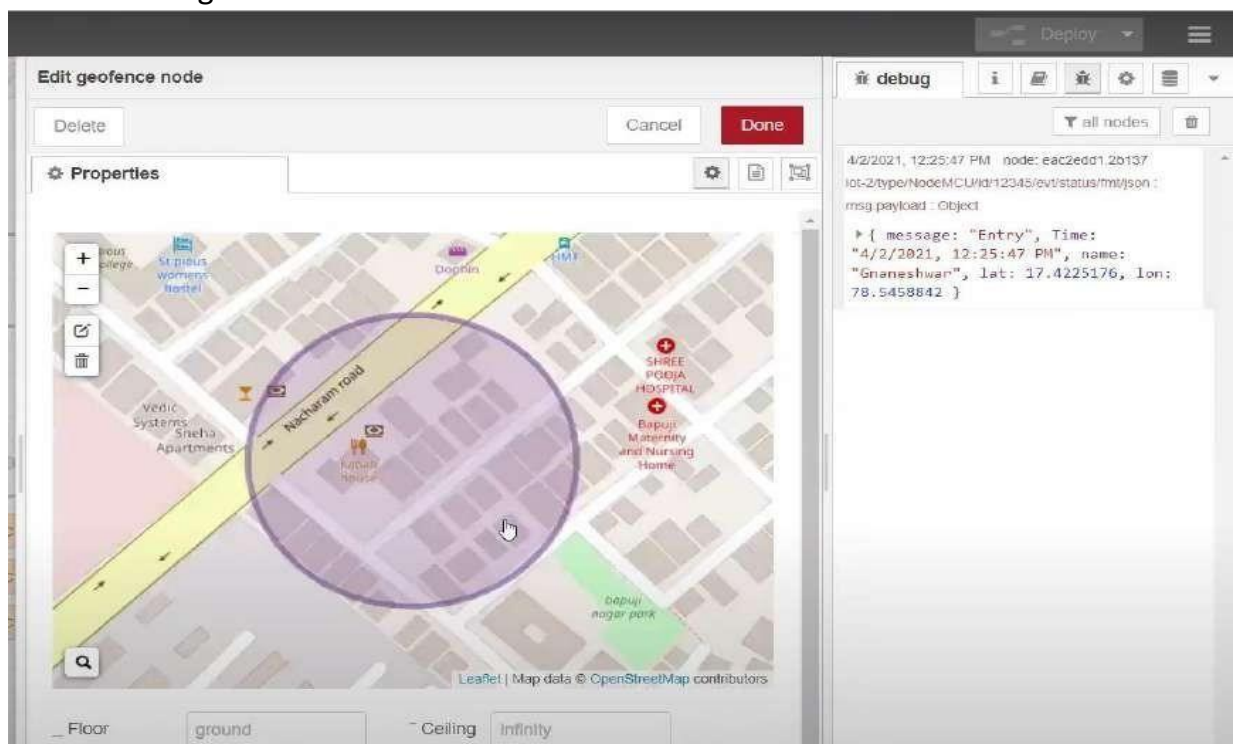 Deploy
Edit geofence node
debug
Delete
Cancel
Done
all nodes
Properties
4/2/2021, 12:25:47 PM node: eac2edd1.2b137
iot-2/type/NodeMCU/id/12345/evt/status/fmt/json :
msg.payload : Object
{ message: "Entry", Time:
"4/2/2021, 12:25:47 PM", name:
"Gnaneshwar", lat: 17.4225176, lon:
78.5458842 }
+
−
St pious
womens
hostel
Dolphin
HMT
SHREE
POOJA
HOSPITAL
Nacharam road
Vedic
Systems
Sneha
Apartments
Kabab
house
Bapuji
Maternity
and Nursing
Home
bapuji
nagar park
Leaflet | Map data © OpenStreetMap contributors
Floor
ground
Ceiling
infinity